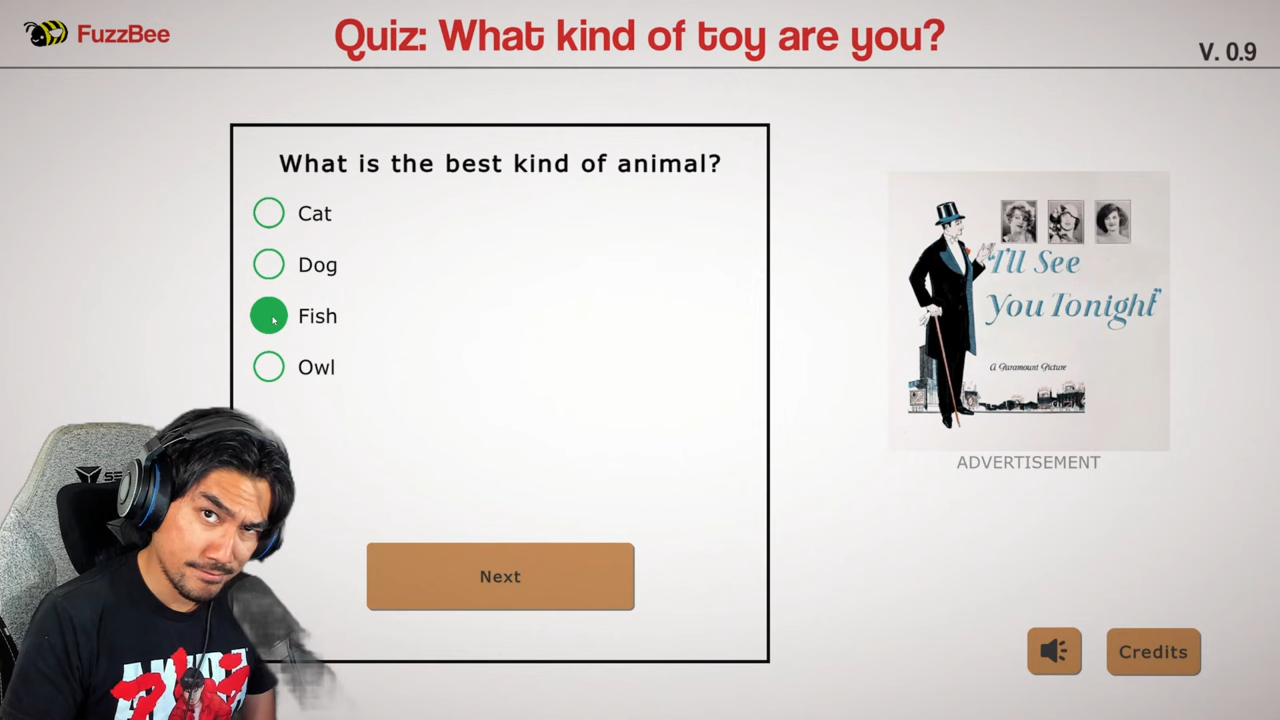 FuzzBee
Quiz: What kind of toy are you?
V. 0.9
What is the best kind of animal?
Cat
Dog
Fish
Owl
Next
"I'll See
You Tonight"
A Paramount Picture
ADVERTISEMENT
Credits